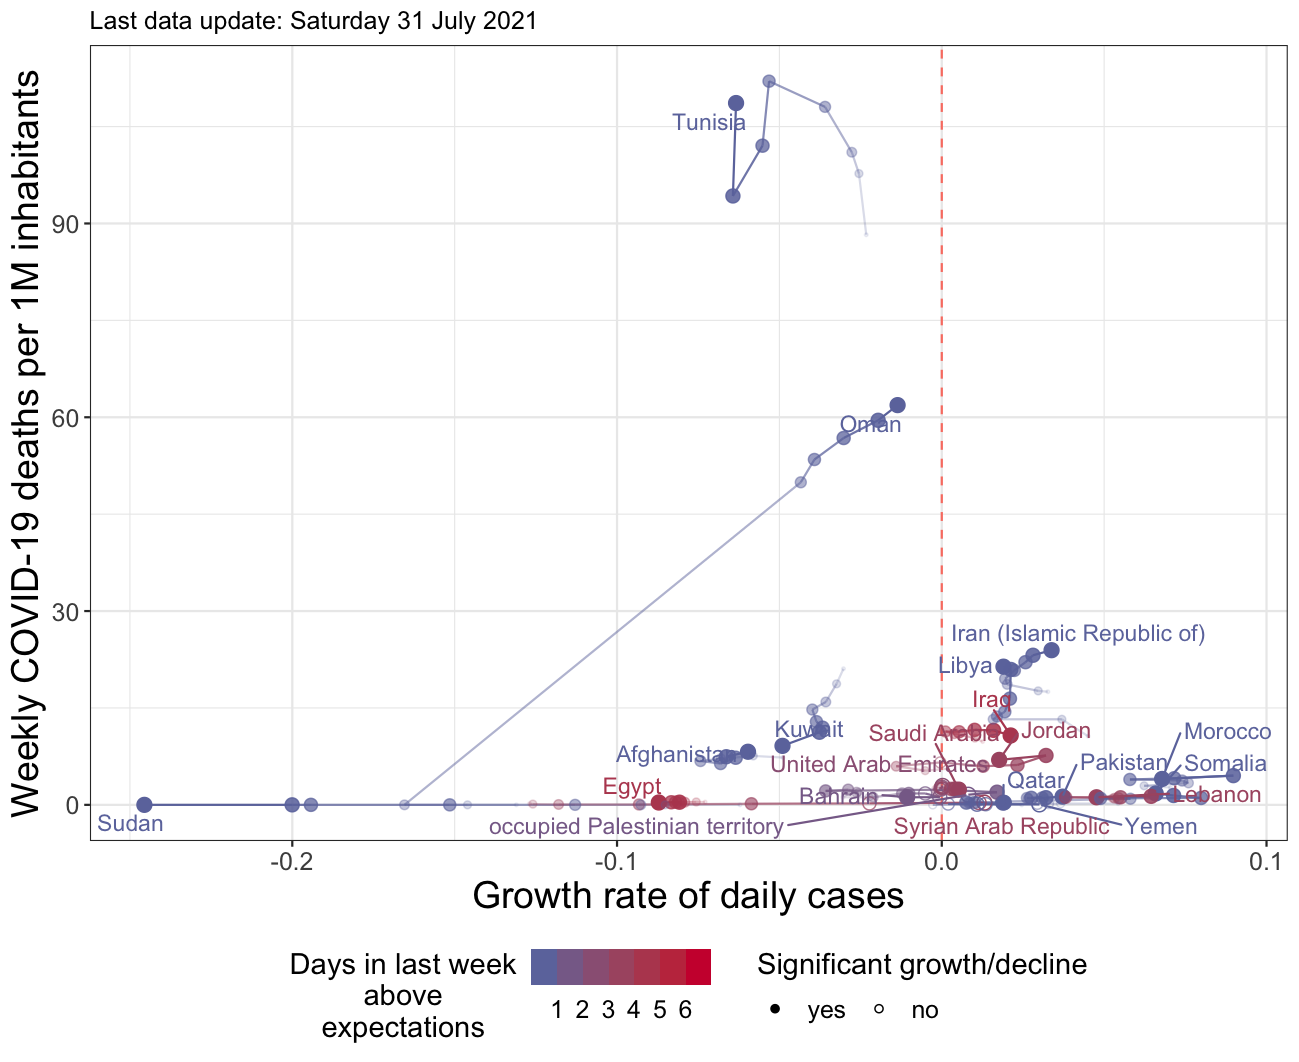 Last data update: Saturday 31 July 2021
Weekly COVID-19 deaths per 1M inhabitants
90
60
30
0
Tunisia
Oman
Iran (Islamic Republic of)
Libya
Iraq
Kuwait
Saudi Arabia
Jordan
Morocco
Afghanistan
United Arab Emirates
Pakistan
Somalia
Egypt
Qatar
Bahrain
Lebanon
Sudan
occupied Palestinian territory
Syrian Arab Republic
Yemen
-0.2
-0.1
0.0
0.1
Growth rate of daily cases
Days in last week
above
expectations
1 2 3 4 5 6
Significant growth/decline
yes no